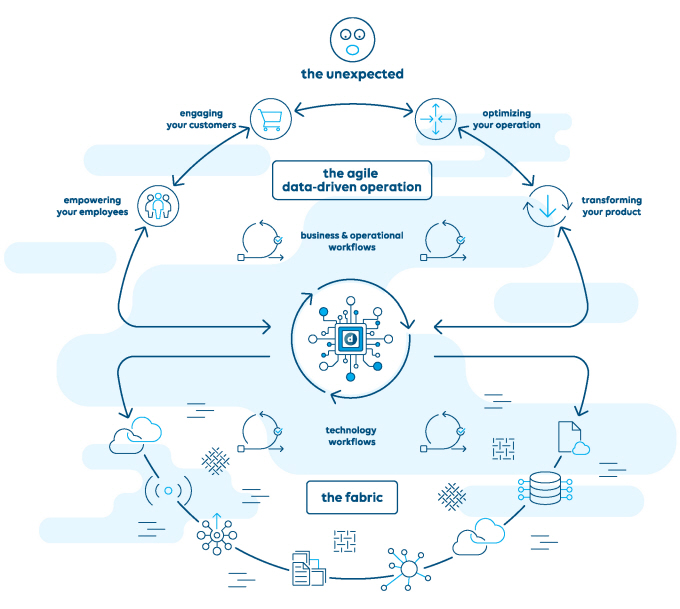 the unexpected
engaging
your customers
optimizing
your operation
the agile
data-driven operation
empowering
your employees
transforming
your product
business & operational
workflows
d
technology
workflows
the fabric